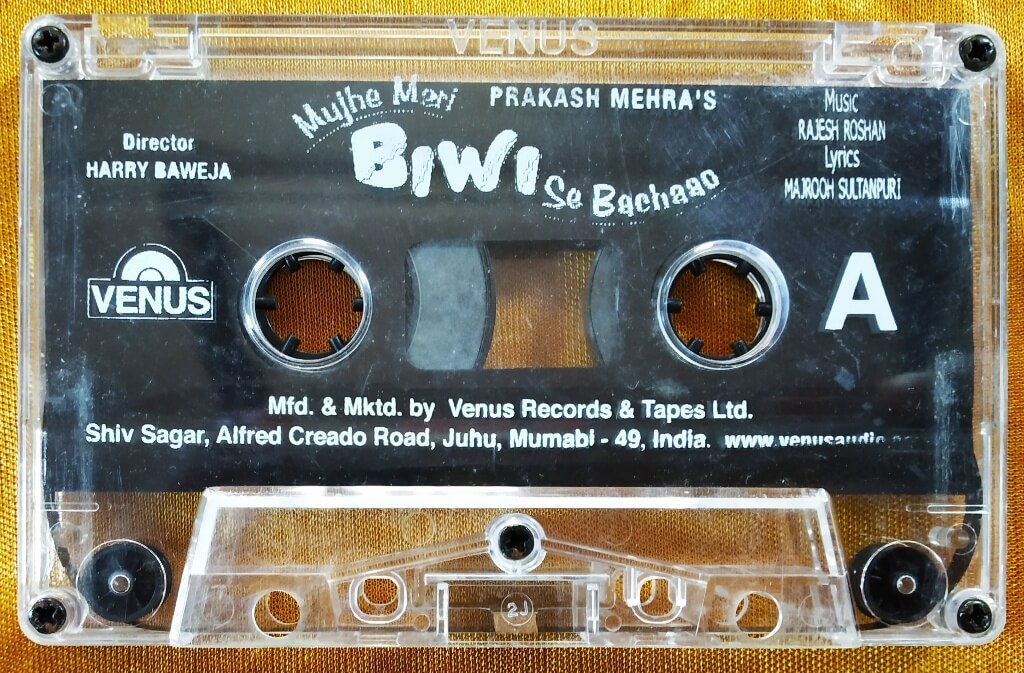 VENUS
Mujhe Meri
PRAKASH MEHRA'S
BIWI
Se Bachaao
Director
HARRY BAWEJA
Music
RAJESH ROSHAN
Lyrics
MAJROOH SULTANPURI
VENUS
A
Mfd. & Mktd. by Venus Records & Tapes Ltd.
Shiv Sagar, Alfred Creado Road, Juhu, Mumabi - 49, India.
2J